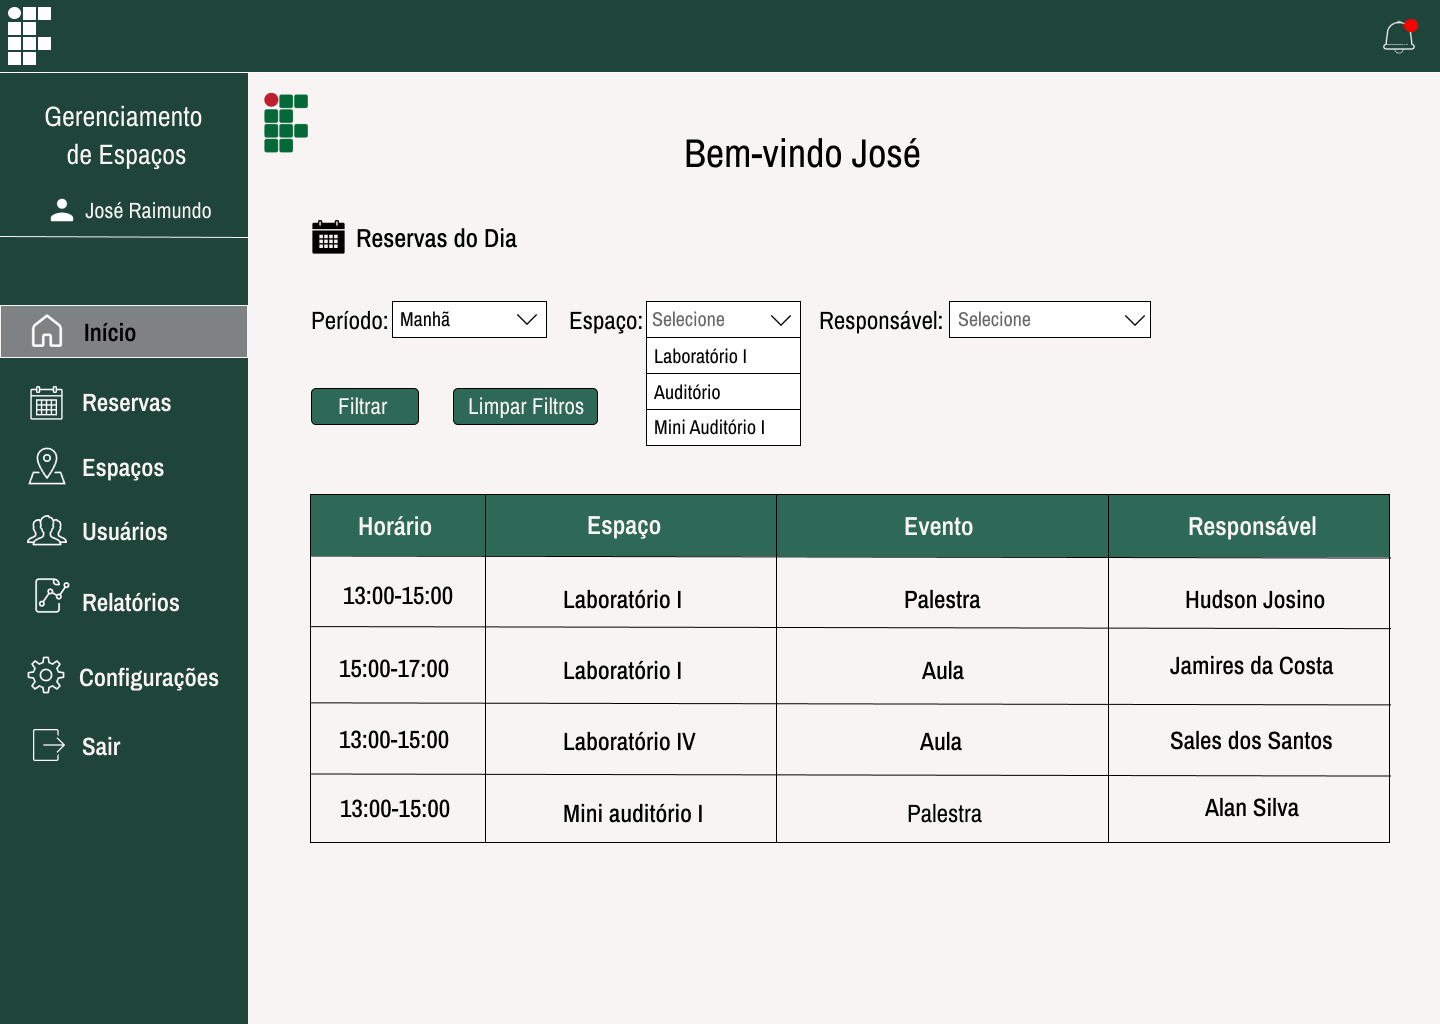 Gerenciamento
de Espaços
José Raimundo
Início
Reservas
Espaços
Usuários
Relatórios
Configurações
Sair
Bem-vindo José
Reservas do Dia
Período: Manhã Espaço: Selecione Responsável: Selecione
Laboratório I
Auditório
Mini Auditório I
Filtrar Limpar Filtros
Horário Espaço Evento Responsável
13:00-15:00 Laboratório I Palestra Hudson Josino
15:00-17:00 Laboratório I Aula Jamires da Costa
13:00-15:00 Laboratório IV Aula Sales dos Santos
13:00-15:00 Mini auditório I Palestra Alan Silva